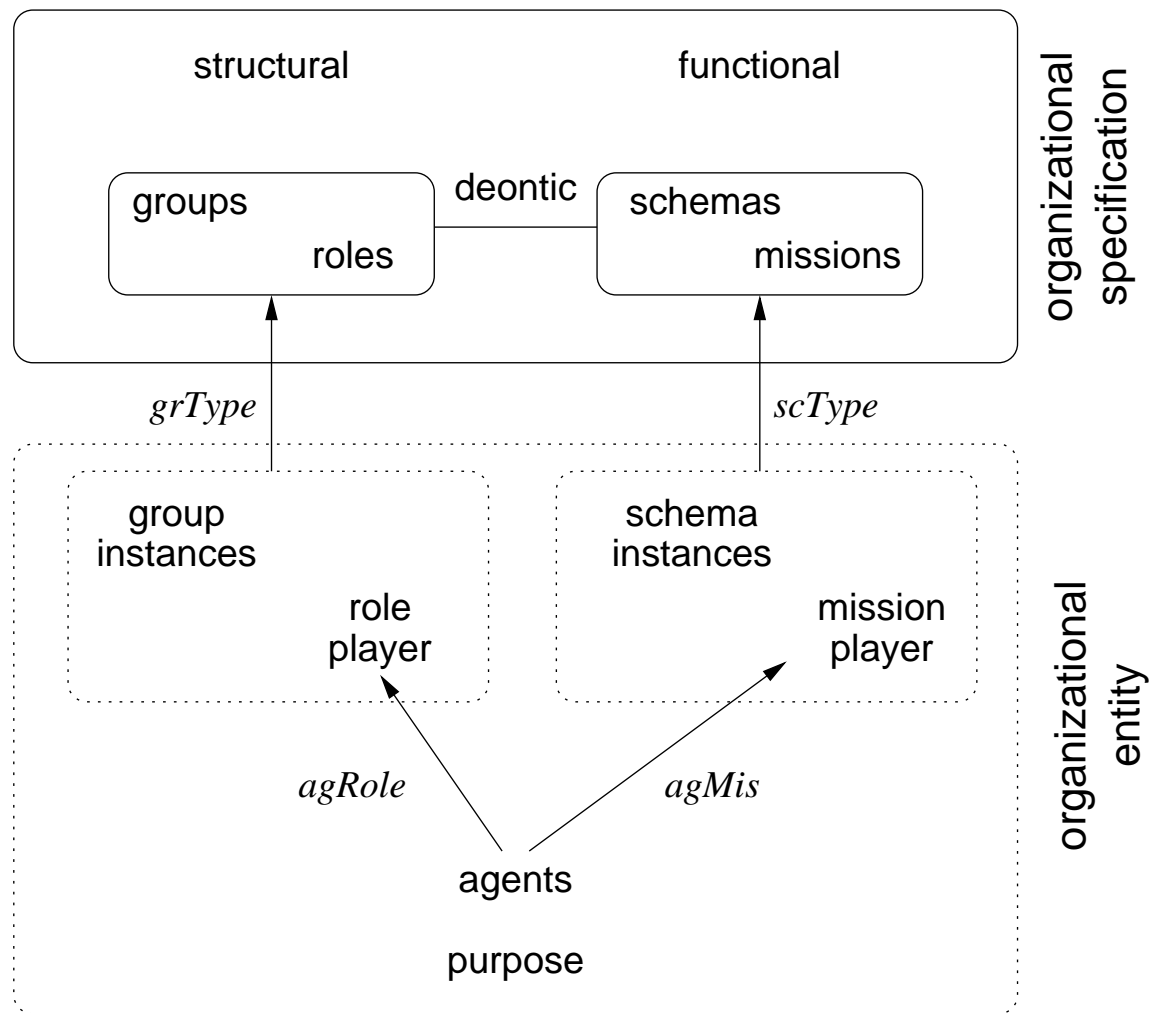 structural
functional
groups
roles
deontic
schemas
missions
organizational
specification
grType
scType
group
instances
role
player
schema
instances
mission
player
organizational
entity
agRole
agMis
agents
purpose